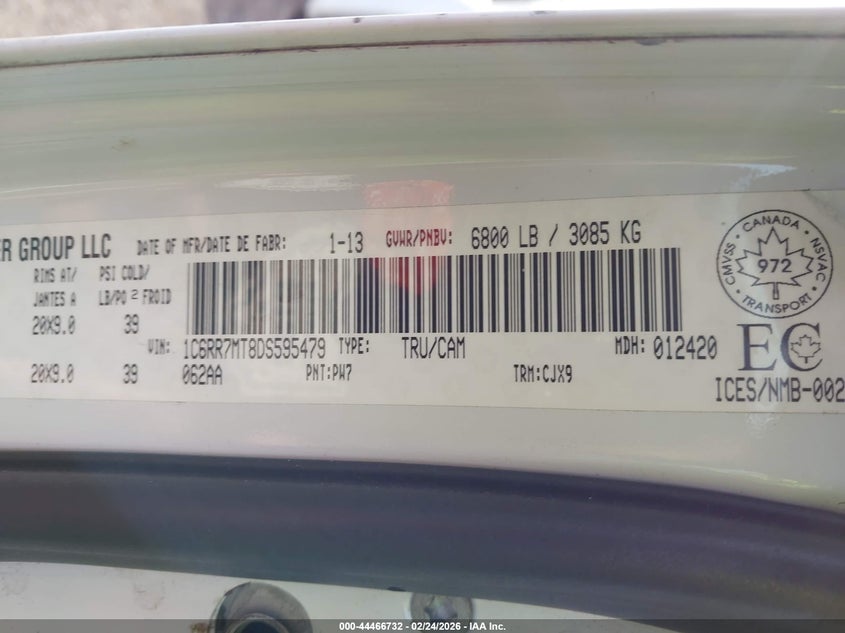 ER GROUP LLC DATE OF MFR/DATE DE FABR: 1-13 GVWR/PNBV: 6800 LB / 3085 KG
RIMS AT/ PSI COLD/
JANTES A LB/PO² FROID
20X9.0 39
VIN: 1C6RR7MT8DS595479 TYPE: TRU/CAM MDH: 012420
20X9.0 39 062AA PNT:PW7 TRM:CJX9
CANADA
CMVSS 972 NSVAC
TRANSPORT
EC
ICES/NMB-002
000-44466732 - 02/24/2026 - IAA Inc.